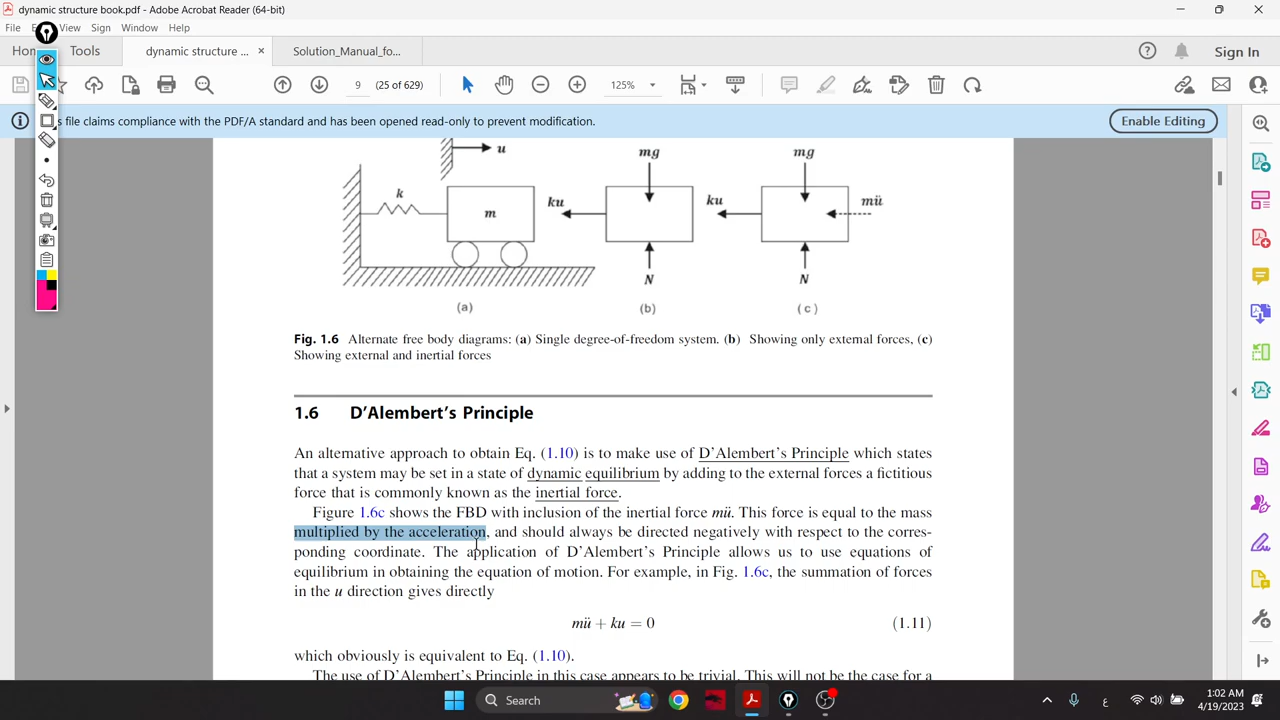 dynamic structure book.pdf - Adobe Acrobat Reader (64-bit)
File
View
Sign
Window
Help
Tools
dynamic structure ...
Solution_Manual_fo...
Sign In
9
(25 of 629)
125%
file claims compliance with the PDF/A standard and has been opened read-only to prevent modification.
Enable Editing
u
k
m
(a)
ku
mg
N
(b)
ku
mg
mü
N
(c)
Fig. 1.6 Alternate free body diagrams: (a) Single degree-of-freedom system. (b) Showing only external forces, (c)
Showing external and inertial forces
1.6 D'Alembert's Principle
An alternative approach to obtain Eq. (1.10) is to make use of D'Alembert's Principle which states
that a system may be set in a state of dynamic equilibrium by adding to the external forces a fictitious
force that is commonly known as the inertial force.
Figure 1.6c shows the FBD with inclusion of the inertial force mü. This force is equal to the mass
multiplied by the acceleration, and should always be directed negatively with respect to the corres-
ponding coordinate. The application of D'Alembert's Principle allows us to use equations of
equilibrium in obtaining the equation of motion. For example, in Fig. 1.6c, the summation of forces
in the u direction gives directly
mü + ku = 0 (1.11)
which obviously is equivalent to Eq. (1.10).
The use of D'Alembert's Principle in this case appears to be trivial. This will not be the case for a
Search
ع
1:02 AM
4/19/2023